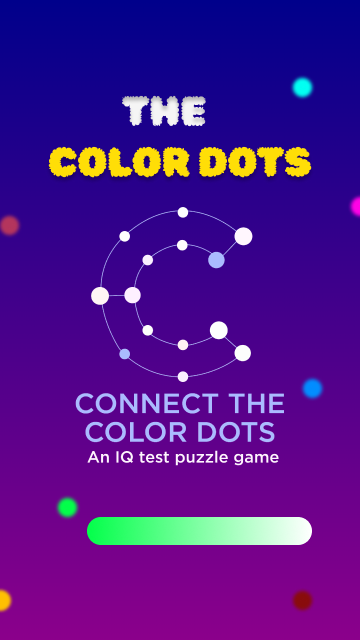 THE
COLOR DOTS
CONNECT THE
COLOR DOTS
An IQ test puzzle game